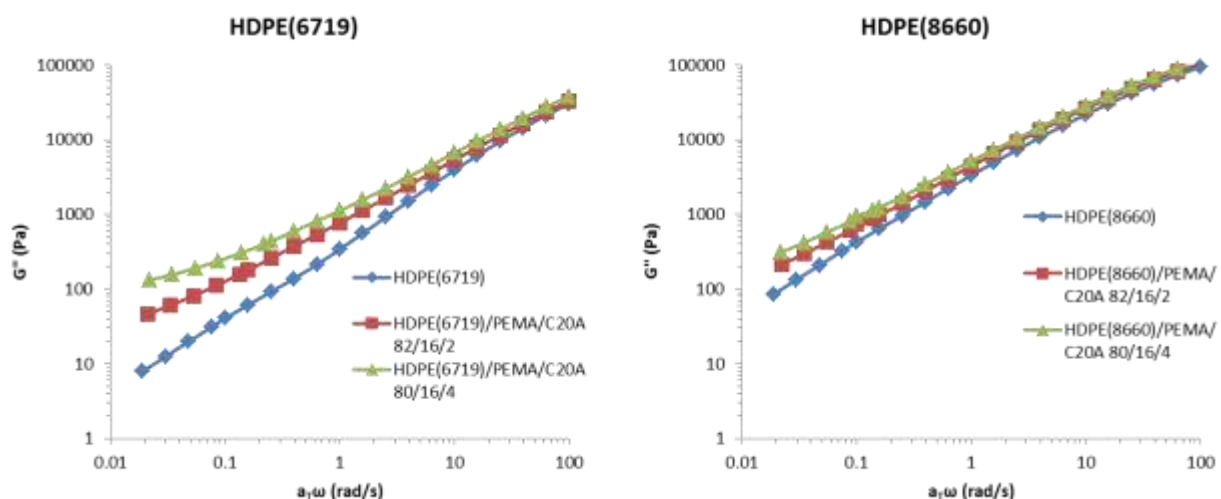 HDPE(6719)
100000
10000
1000
100
10
1
G" (Pa)
0.01 0.1 1 10 100
aTω (rad/s)
HDPE(6719)
HDPE(6719)/PEMA/C20A
82/16/2
HDPE(6719)/PEMA/C20A
80/16/4
HDPE(8660)
100000
10000
1000
100
10
1
G" (Pa)
0.01 0.1 1 10 100
aTω (rad/s)
HDPE(8660)
HDPE(8660)/PEMA/
C20A 82/16/2
HDPE(8660)/PEMA/
C20A 80/16/4